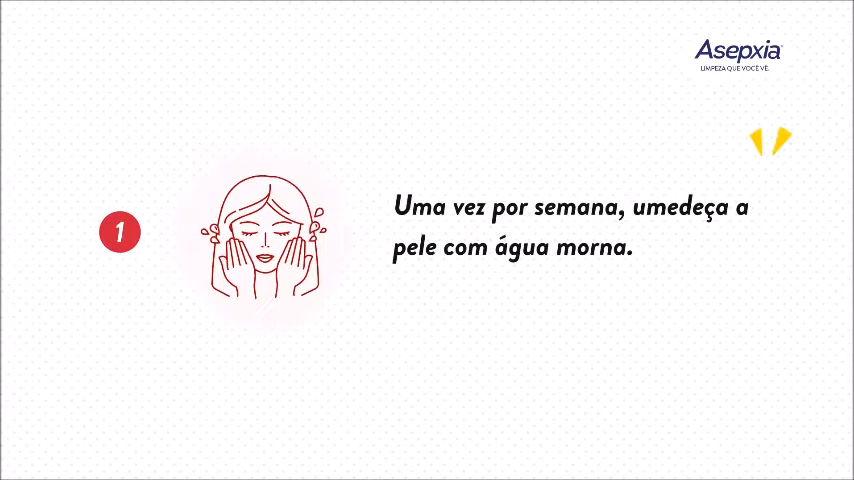 Asepxia
LIMPEZA QUE VOCÊ VÊ.
1
Uma vez por semana, umedeça a
pele com água morna.